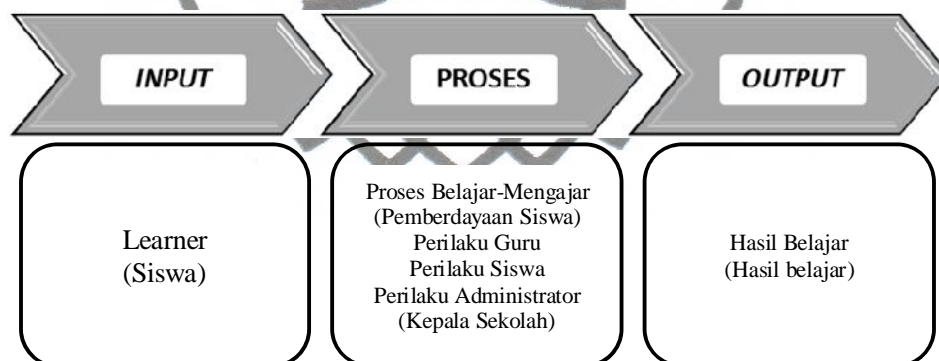 INPUT
PROSES
OUTPUT
Learner
(Siswa)
Proses Belajar-Mengajar
(Pemberdayaan Siswa)
Perilaku Guru
Perilaku Siswa
Perilaku Administrator
(Kepala Sekolah)
Hasil Belajar
(Hasil belajar)